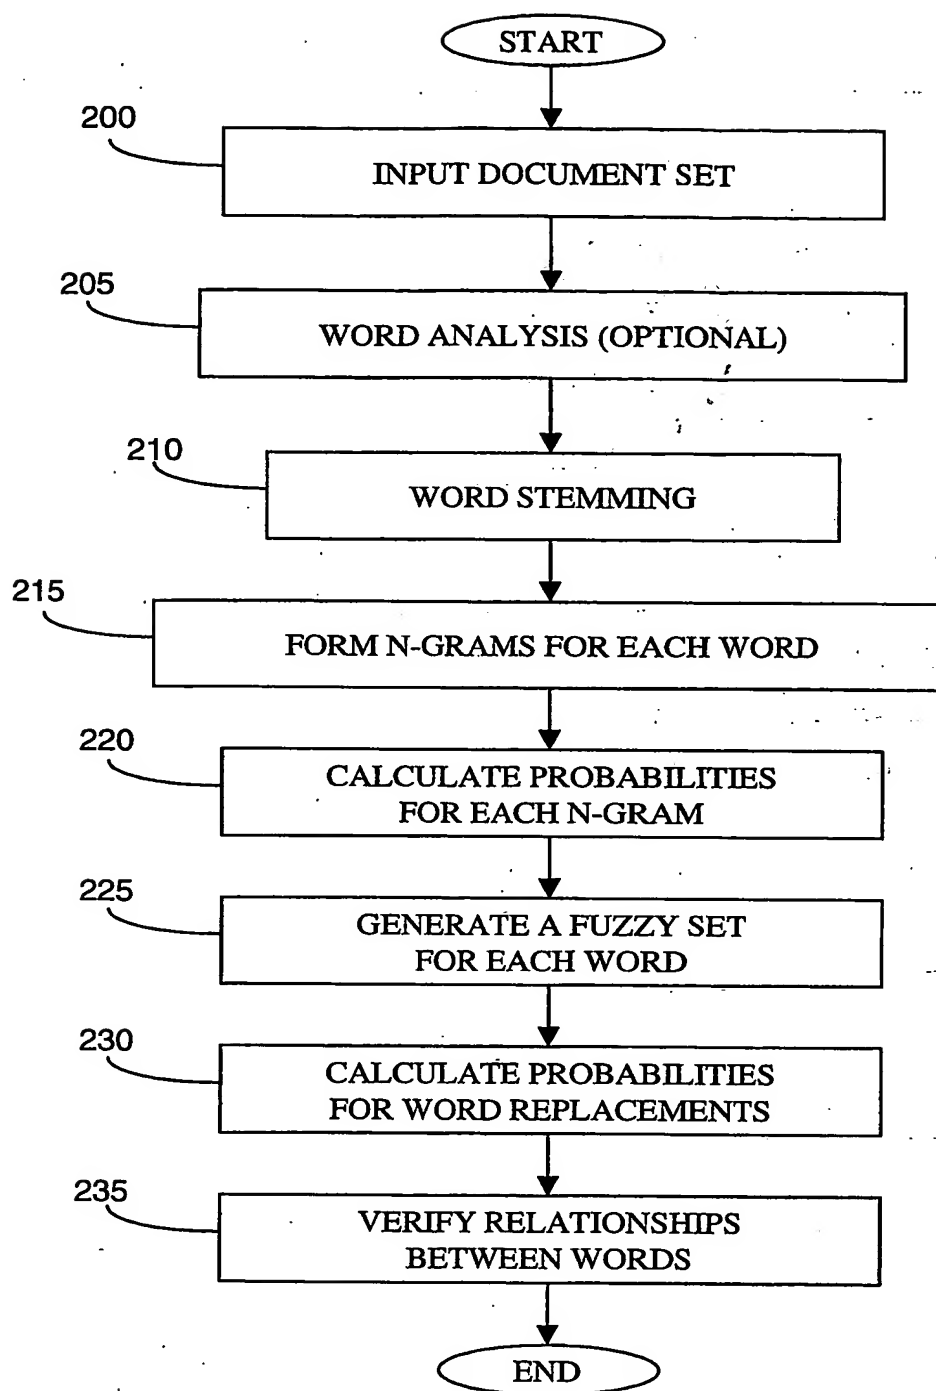 START
200
INPUT DOCUMENT SET
205
WORD ANALYSIS (OPTIONAL)
210
WORD STEMMING
215
FORM N-GRAMS FOR EACH WORD
220
CALCULATE PROBABILITIES
FOR EACH N-GRAM
225
GENERATE A FUZZY SET
FOR EACH WORD
230
CALCULATE PROBABILITIES
FOR WORD REPLACEMENTS
235
VERIFY RELATIONSHIPS
BETWEEN WORDS
END